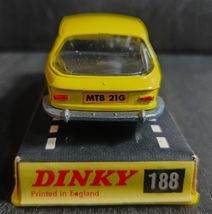 MTB 21G
DINKY 188
Printed in England